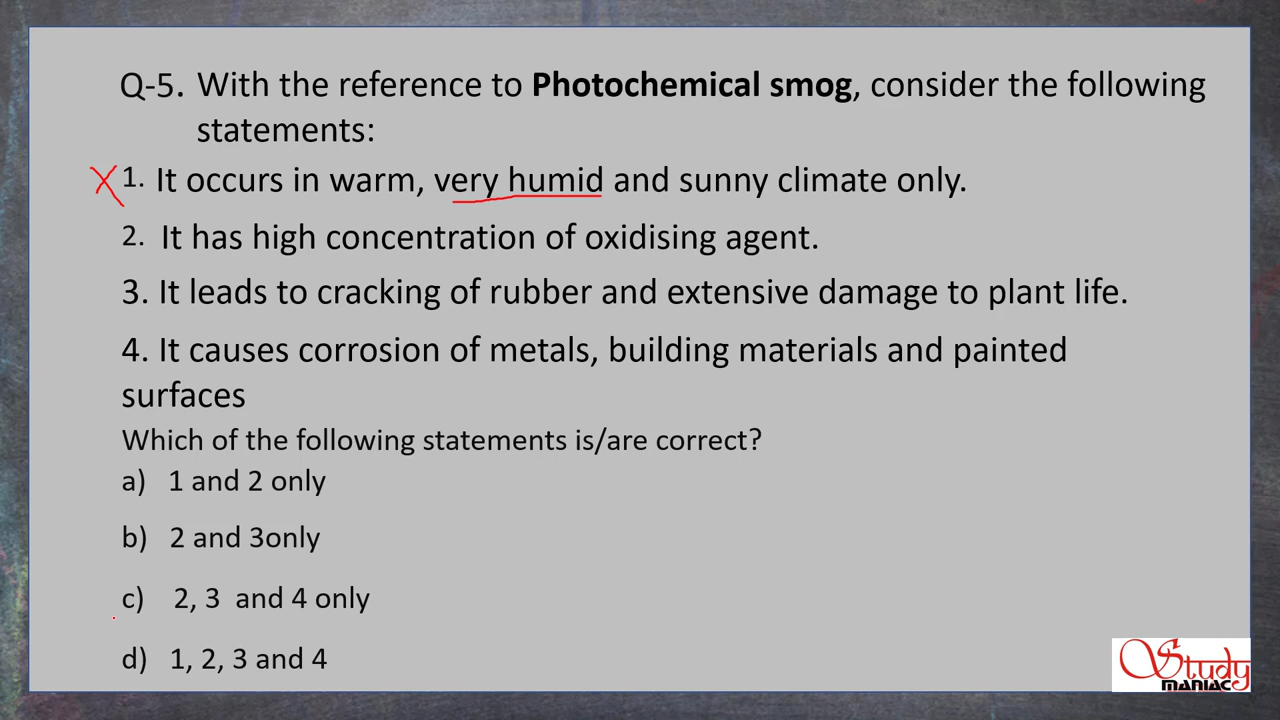 Q-5. With the reference to Photochemical smog, consider the following
statements:
1. It occurs in warm, very humid and sunny climate only.
2. It has high concentration of oxidising agent.
3. It leads to cracking of rubber and extensive damage to plant life.
4. It causes corrosion of metals, building materials and painted
surfaces
Which of the following statements is/are correct?
a) 1 and 2 only
b) 2 and 3only
c) 2, 3 and 4 only
d) 1, 2, 3 and 4
Study
MANIAC